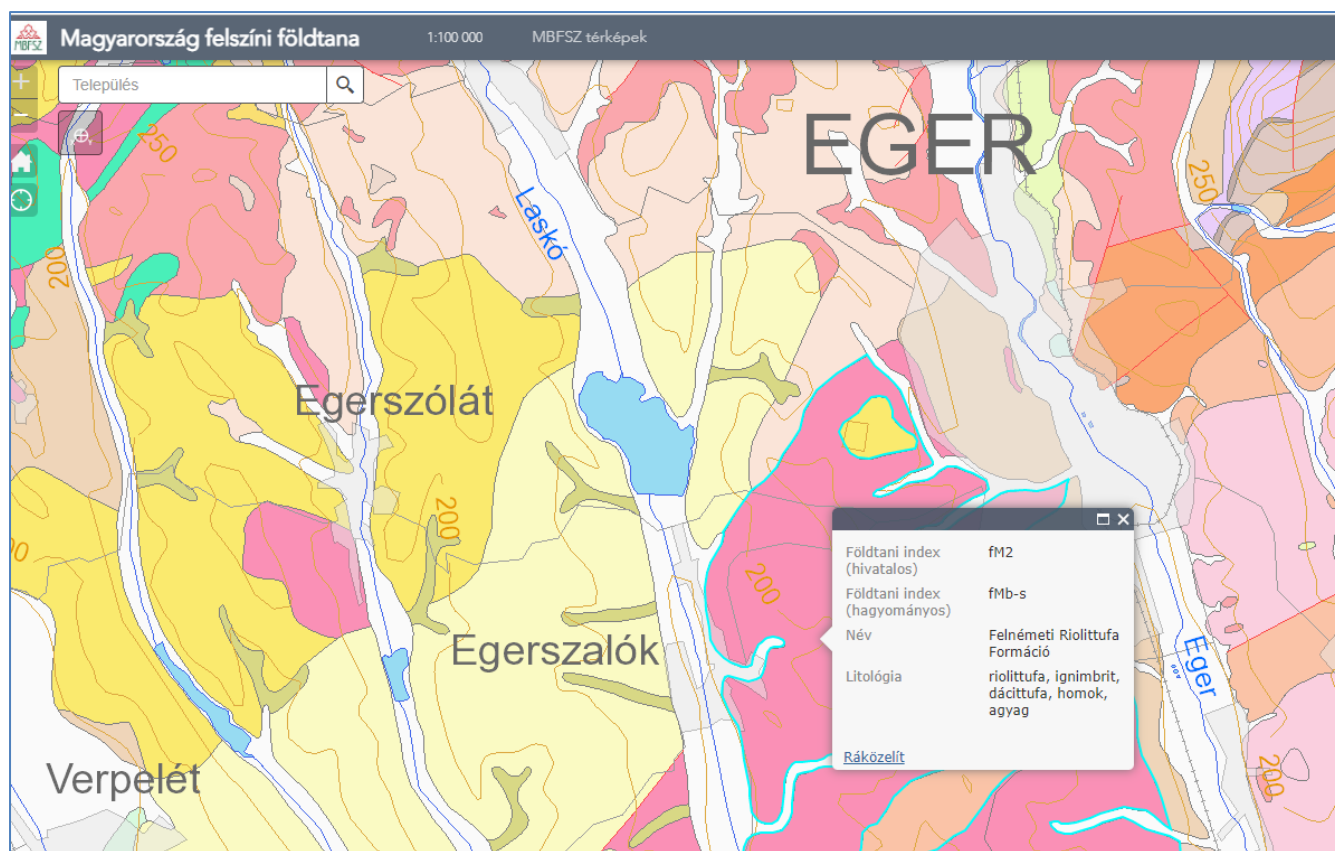 MBFSZ
Magyarország felszíni földtana
1:100 000
MBFSZ térképek
Település
EGER
250
250
Laskó
200
Egerszólát
200
00
200
Egerszalók
Földtani index
(hivatalos)
fM2
Földtani index
(hagyományos)
fMb-s
Név
Felnémeti Riolittufa
Formáció
Litológia
riolittufa, ignimbrit,
dácittufa, homok,
agyag
Ráközelít
Eger
Verpelét
200